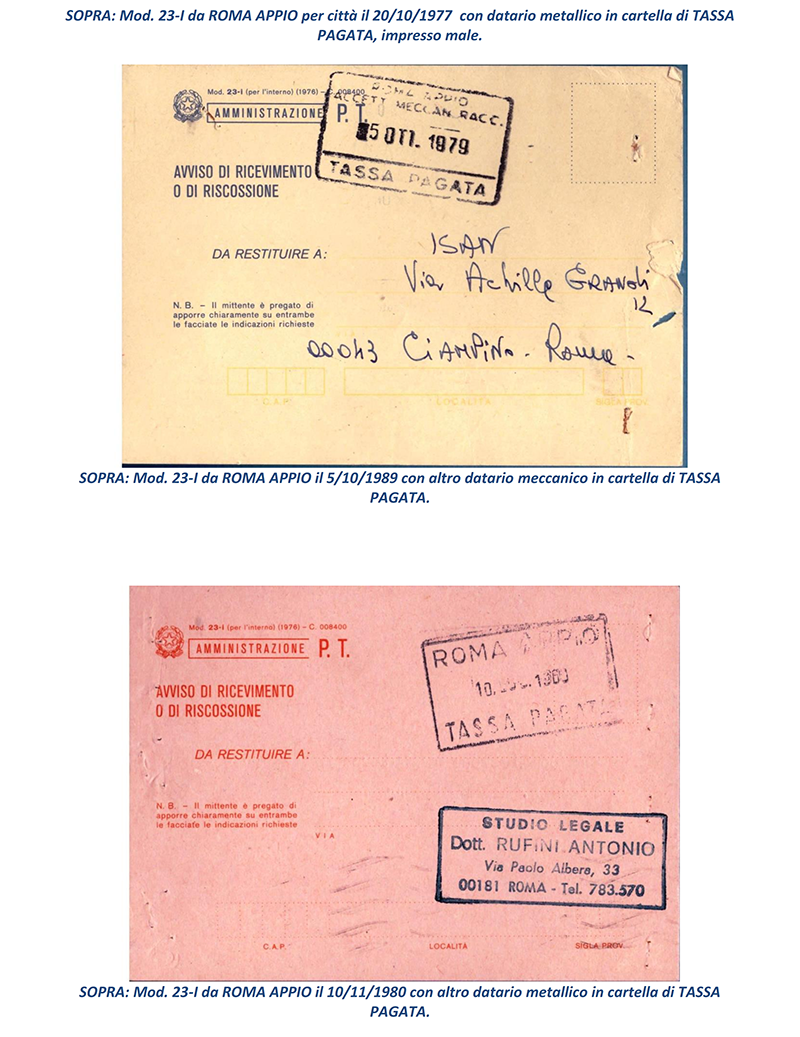 SOPRA: Mod. 23-I da ROMA APPIO per città il 20/10/1977 con datario metallico in cartella di TASSA
PAGATA, impresso male.
Mod. 23-I (per l'interno) (1976) - C. 008400
AMMINISTRAZIONE P. T.
ROMA APPIO
ACCETT. MECCAN. RACC.
5 OTT. 1979
TASSA PAGATA
AVVISO DI RICEVIMENTO
O DI RISCOSSIONE
DA RESTITUIRE A:
ISAN
Via Achille GRANDI
12
N. B. - Il mittente è pregato di
apporre chiaramente su entrambe
le facciate le indicazioni richieste
00043 CIAMPINO - Roma -
C.A.P. LOCALITÀ SIGLA PROV.
SOPRA: Mod. 23-I da ROMA APPIO il 5/10/1989 con altro datario meccanico in cartella di TASSA
PAGATA.
Mod. 23-I (per l'interno) (1976) - C. 008400
AMMINISTRAZIONE P. T.
ROMA APPIO
TASSA PAGATA
AVVISO DI RICEVIMENTO
O DI RISCOSSIONE
DA RESTITUIRE A:
N. B. - Il mittente è pregato di
apporre chiaramente su entrambe
le facciate le indicazioni richieste
VIA
STUDIO LEGALE
Dott. RUFINI ANTONIO
Via Paolo Albera, 33
00181 ROMA - Tel. 783.570
C.A.P. LOCALITÀ SIGLA PROV.
SOPRA: Mod. 23-I da ROMA APPIO il 10/11/1980 con altro datario metallico in cartella di TASSA
PAGATA.